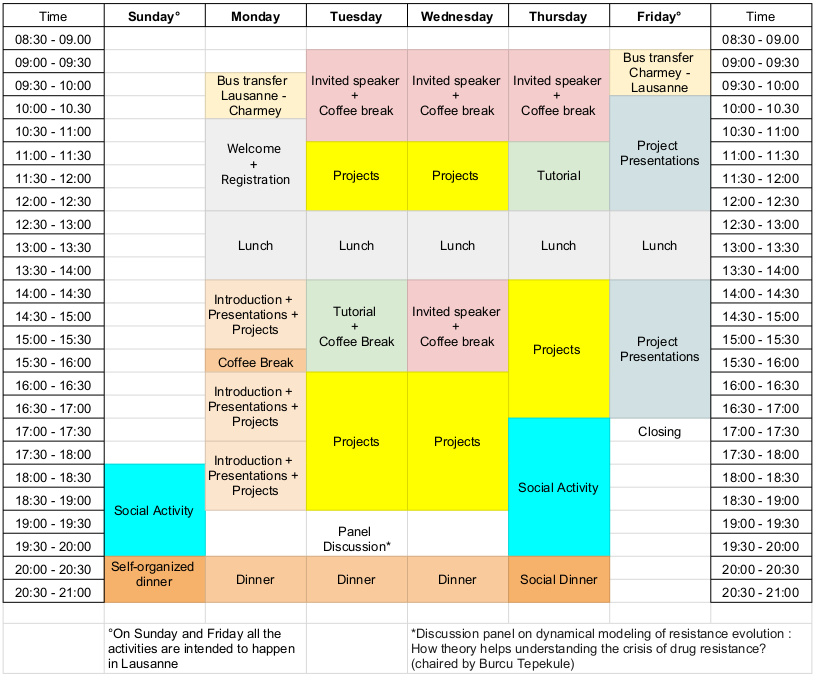 Time Sunday° Monday Tuesday Wednesday Thursday Friday° Time
08:30 - 09.00 08:30 - 09.00
09:00 - 09:30 Bus transfer 09:00 - 09:30
Invited speaker Invited speaker Invited speaker Charmey -
09:30 - 10:00 Bus transfer + + + Lausanne 09:30 - 10:00
Lausanne - Coffee break Coffee break Coffee break
10:00 - 10.30 Charmey 10:00 - 10.30
10:30 - 11:00 10:30 - 11:00
Welcome Project
11:00 - 11:30 + Presentations 11:00 - 11:30
11:30 - 12:00 Registration Projects Projects Tutorial 11:30 - 12:00
12:00 - 12:30 12:00 - 12:30
12:30 - 13:00 12:30 - 13:00
13:00 - 13:30 Lunch Lunch Lunch Lunch Lunch 13:00 - 13:30
13:30 - 14:00 13:30 - 14:00
14:00 - 14:30 Introduction + 14:00 - 14:30
14:30 - 15:00 Presentations + Tutorial Invited speaker 14:30 - 15:00
Projects + +
15:00 - 15:30 Coffee Break Coffee break Project 15:00 - 15:30
15:30 - 16:00 Coffee Break Projects Presentations 15:30 - 16:00
16:00 - 16:30 Introduction + 16:00 - 16:30
16:30 - 17:00 Presentations + 16:30 - 17:00
Projects
17:00 - 17:30 Projects Projects Closing 17:00 - 17:30
17:30 - 18:00 Introduction + 17:30 - 18:00
18:00 - 18:30 Presentations + Social Activity 18:00 - 18:30
18:30 - 19:00 Social Activity Projects 18:30 - 19:00
19:00 - 19:30 Panel 19:00 - 19:30
19:30 - 20:00 Discussion* 19:30 - 20:00
20:00 - 20:30 Self-organized Dinner Dinner Dinner Social Dinner 20:00 - 20:30
dinner
20:30 - 21:00 20:30 - 21:00
°On Sunday and Friday all the
activities are intended to happen
in Lausanne
*Discussion panel on dynamical modeling of resistance evolution :
How theory helps understanding the crisis of drug resistance?
(chaired by Burcu Tepekule)